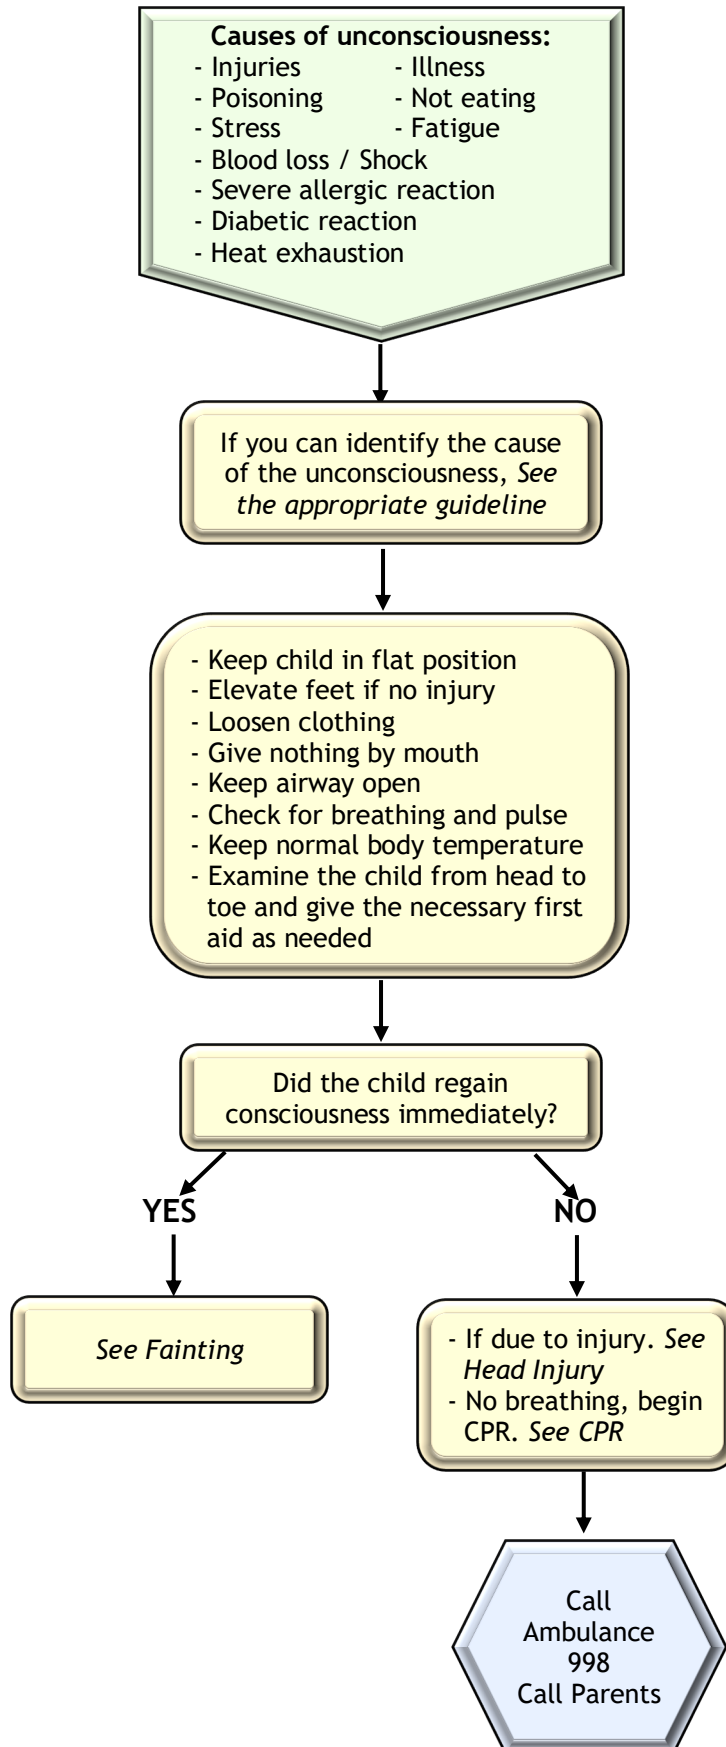 Causes of unconsciousness:
- Injuries - Illness
- Poisoning - Not eating
- Stress - Fatigue
- Blood loss / Shock
- Severe allergic reaction
- Diabetic reaction
- Heat exhaustion
If you can identify the cause
of the unconsciousness, See
the appropriate guideline
- Keep child in flat position
- Elevate feet if no injury
- Loosen clothing
- Give nothing by mouth
- Keep airway open
- Check for breathing and pulse
- Keep normal body temperature
- Examine the child from head to
toe and give the necessary first
aid as needed
Did the child regain
consciousness immediately?
YES
NO
See Fainting
- If due to injury. See
Head Injury
- No breathing, begin
CPR. See CPR
Call
Ambulance
998
Call Parents